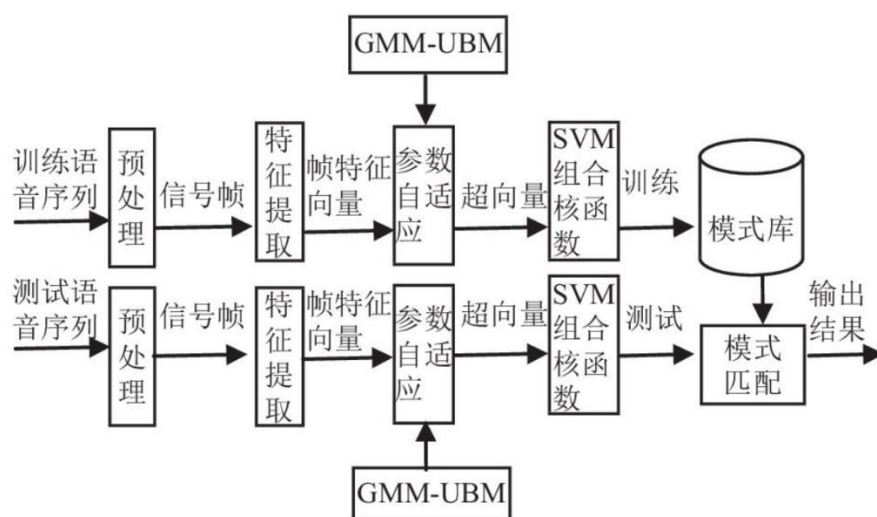 GMM-UBM
训练语
音序列
预
处
理
信号帧
特
征
提
取
帧特征
向量
参数
自适
应
超向量
SVM
组合
核函
数
训练
模式库
测试语
音序列
预
处
理
信号帧
特
征
提
取
帧特征
向量
参数
自适
应
超向量
SVM
组合
核函
数
测试
模式
匹配
输出
结果
GMM-UBM